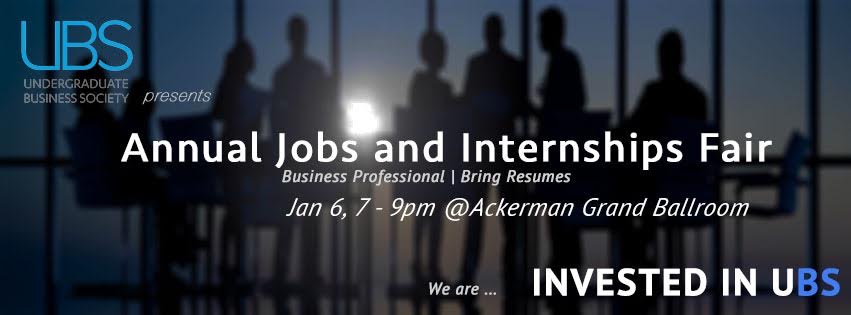 UBS
UNDERGRADUATE
BUSINESS SOCIETY presents
Annual Jobs and Internships Fair
Business Professional | Bring Resumes
Jan 6, 7 - 9pm @Ackerman Grand Ballroom
We are ... INVESTED IN UBS